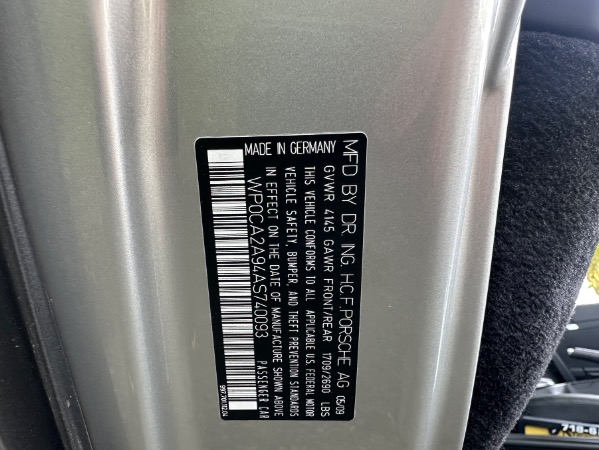 MFD BY DR. ING. H.C.F. PORSCHE AG 05/09
GVWR 4145 GAWR FRONT/REAR 1709/2690 LBS
THIS VEHICLE CONFORMS TO ALL APPLICABLE U.S. FEDERAL MOTOR
VEHICLE SAFETY, BUMPER, AND THEFT PREVENTION STANDARDS
IN EFFECT ON THE DATE OF MANUFACTURE SHOWN ABOVE
WP0CA2A94AS740093 PASSENGER CAR
MADE IN GERMANY